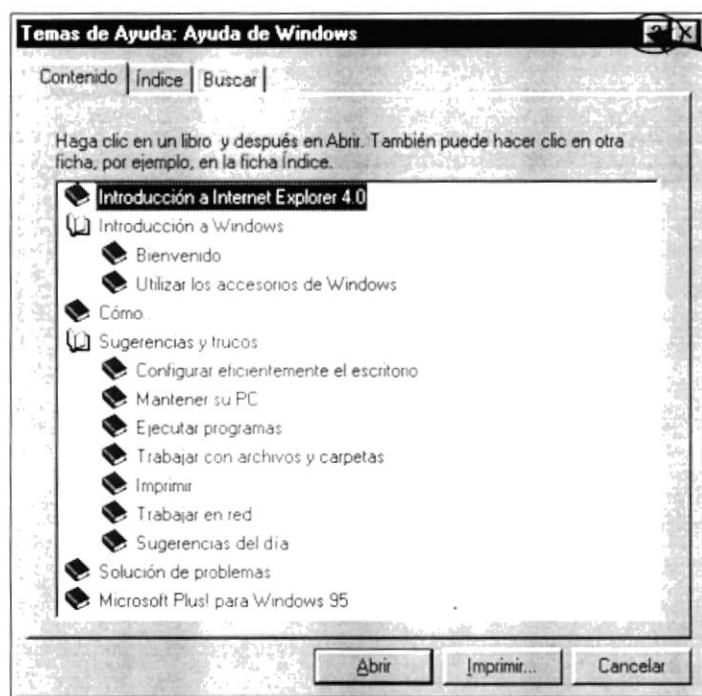 Temas de Ayuda: Ayuda de Windows
Contenido Índice Buscar
Haga clic en un libro y después en Abrir. También puede hacer clic en otra
ficha, por ejemplo, en la ficha Índice.
Introducción a Internet Explorer 4.0
Introducción a Windows
Bienvenido
Utilizar los accesorios de Windows
Cómo..
Sugerencias y trucos
Configurar eficientemente el escritorio
Mantener su PC
Ejecutar programas
Trabajar con archivos y carpetas
Imprimir
Trabajar en red
Sugerencias del día
Solución de problemas
Microsoft Plus! para Windows 95
Abrir Imprimir... Cancelar